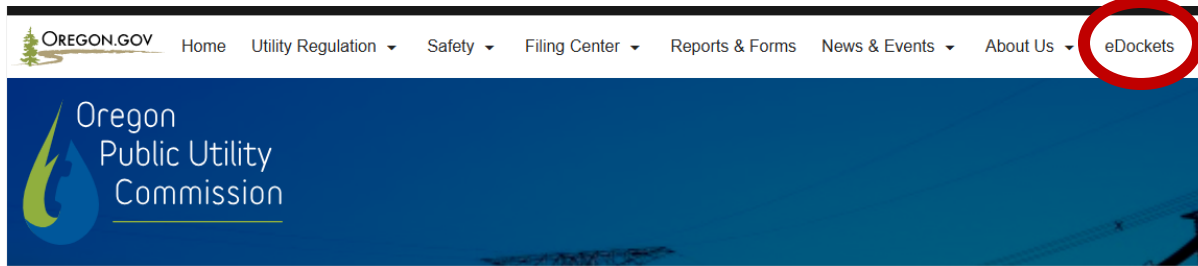 OREGON.GOV Home Utility Regulation Safety Filing Center Reports & Forms News & Events About Us eDockets
Oregon
Public Utility
Commission